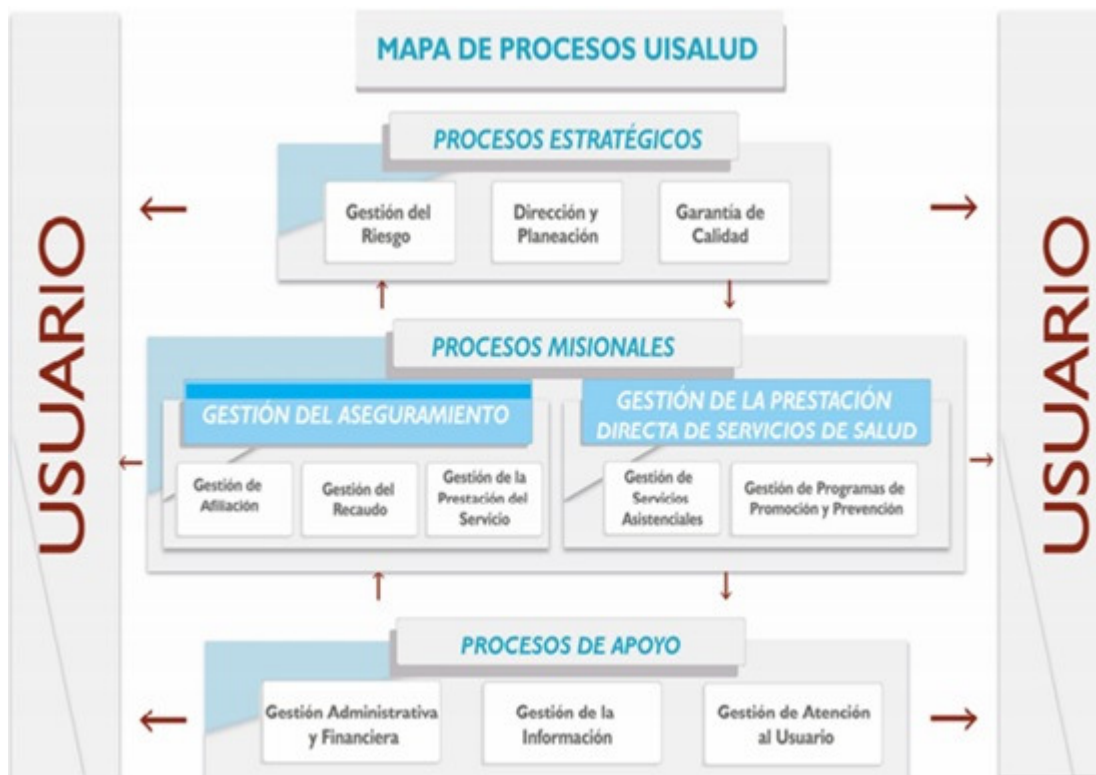 MAPA DE PROCESOS UISALUD
PROCESOS ESTRATÉGICOS
Gestión del
Riesgo
Dirección y
Planeación
Garantía de
Calidad
USUARIO
USUARIO
PROCESOS MISIONALES
GESTIÓN DEL ASEGURAMIENTO
Gestión de
Afiliación
Gestión del
Recaudo
Gestión de la
Prestación del
Servicio
GESTIÓN DE LA PRESTACIÓN
DIRECTA DE SERVICIOS DE SALUD
Gestión de
Servicios
Asistenciales
Gestión de Programas de
Promoción y Prevención
PROCESOS DE APOYO
Gestión Administrativa
y Financiera
Gestión de la
Información
Gestión de Atención
al Usuario